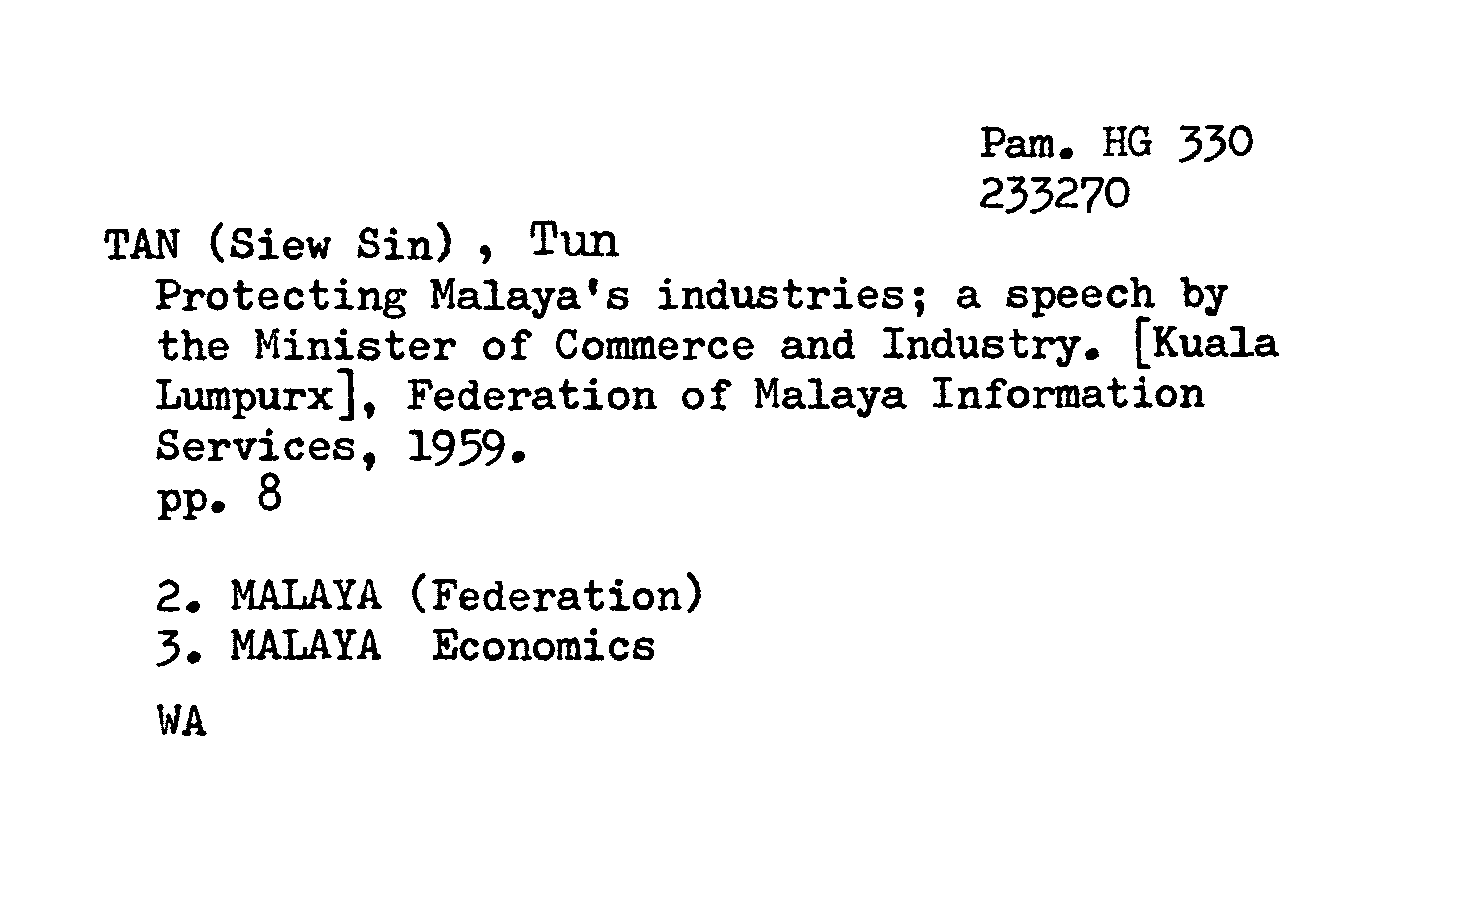 Pam. HG 330
233270
TAN (Siew Sin) , Tun
Protecting Malaya's industries; a speech by
the Minister of Commerce and Industry. [Kuala
Lumpurx], Federation of Malaya Information
Services, 1959.
pp. 8
2. MALAYA (Federation)
3. MALAYA  Economics
WA